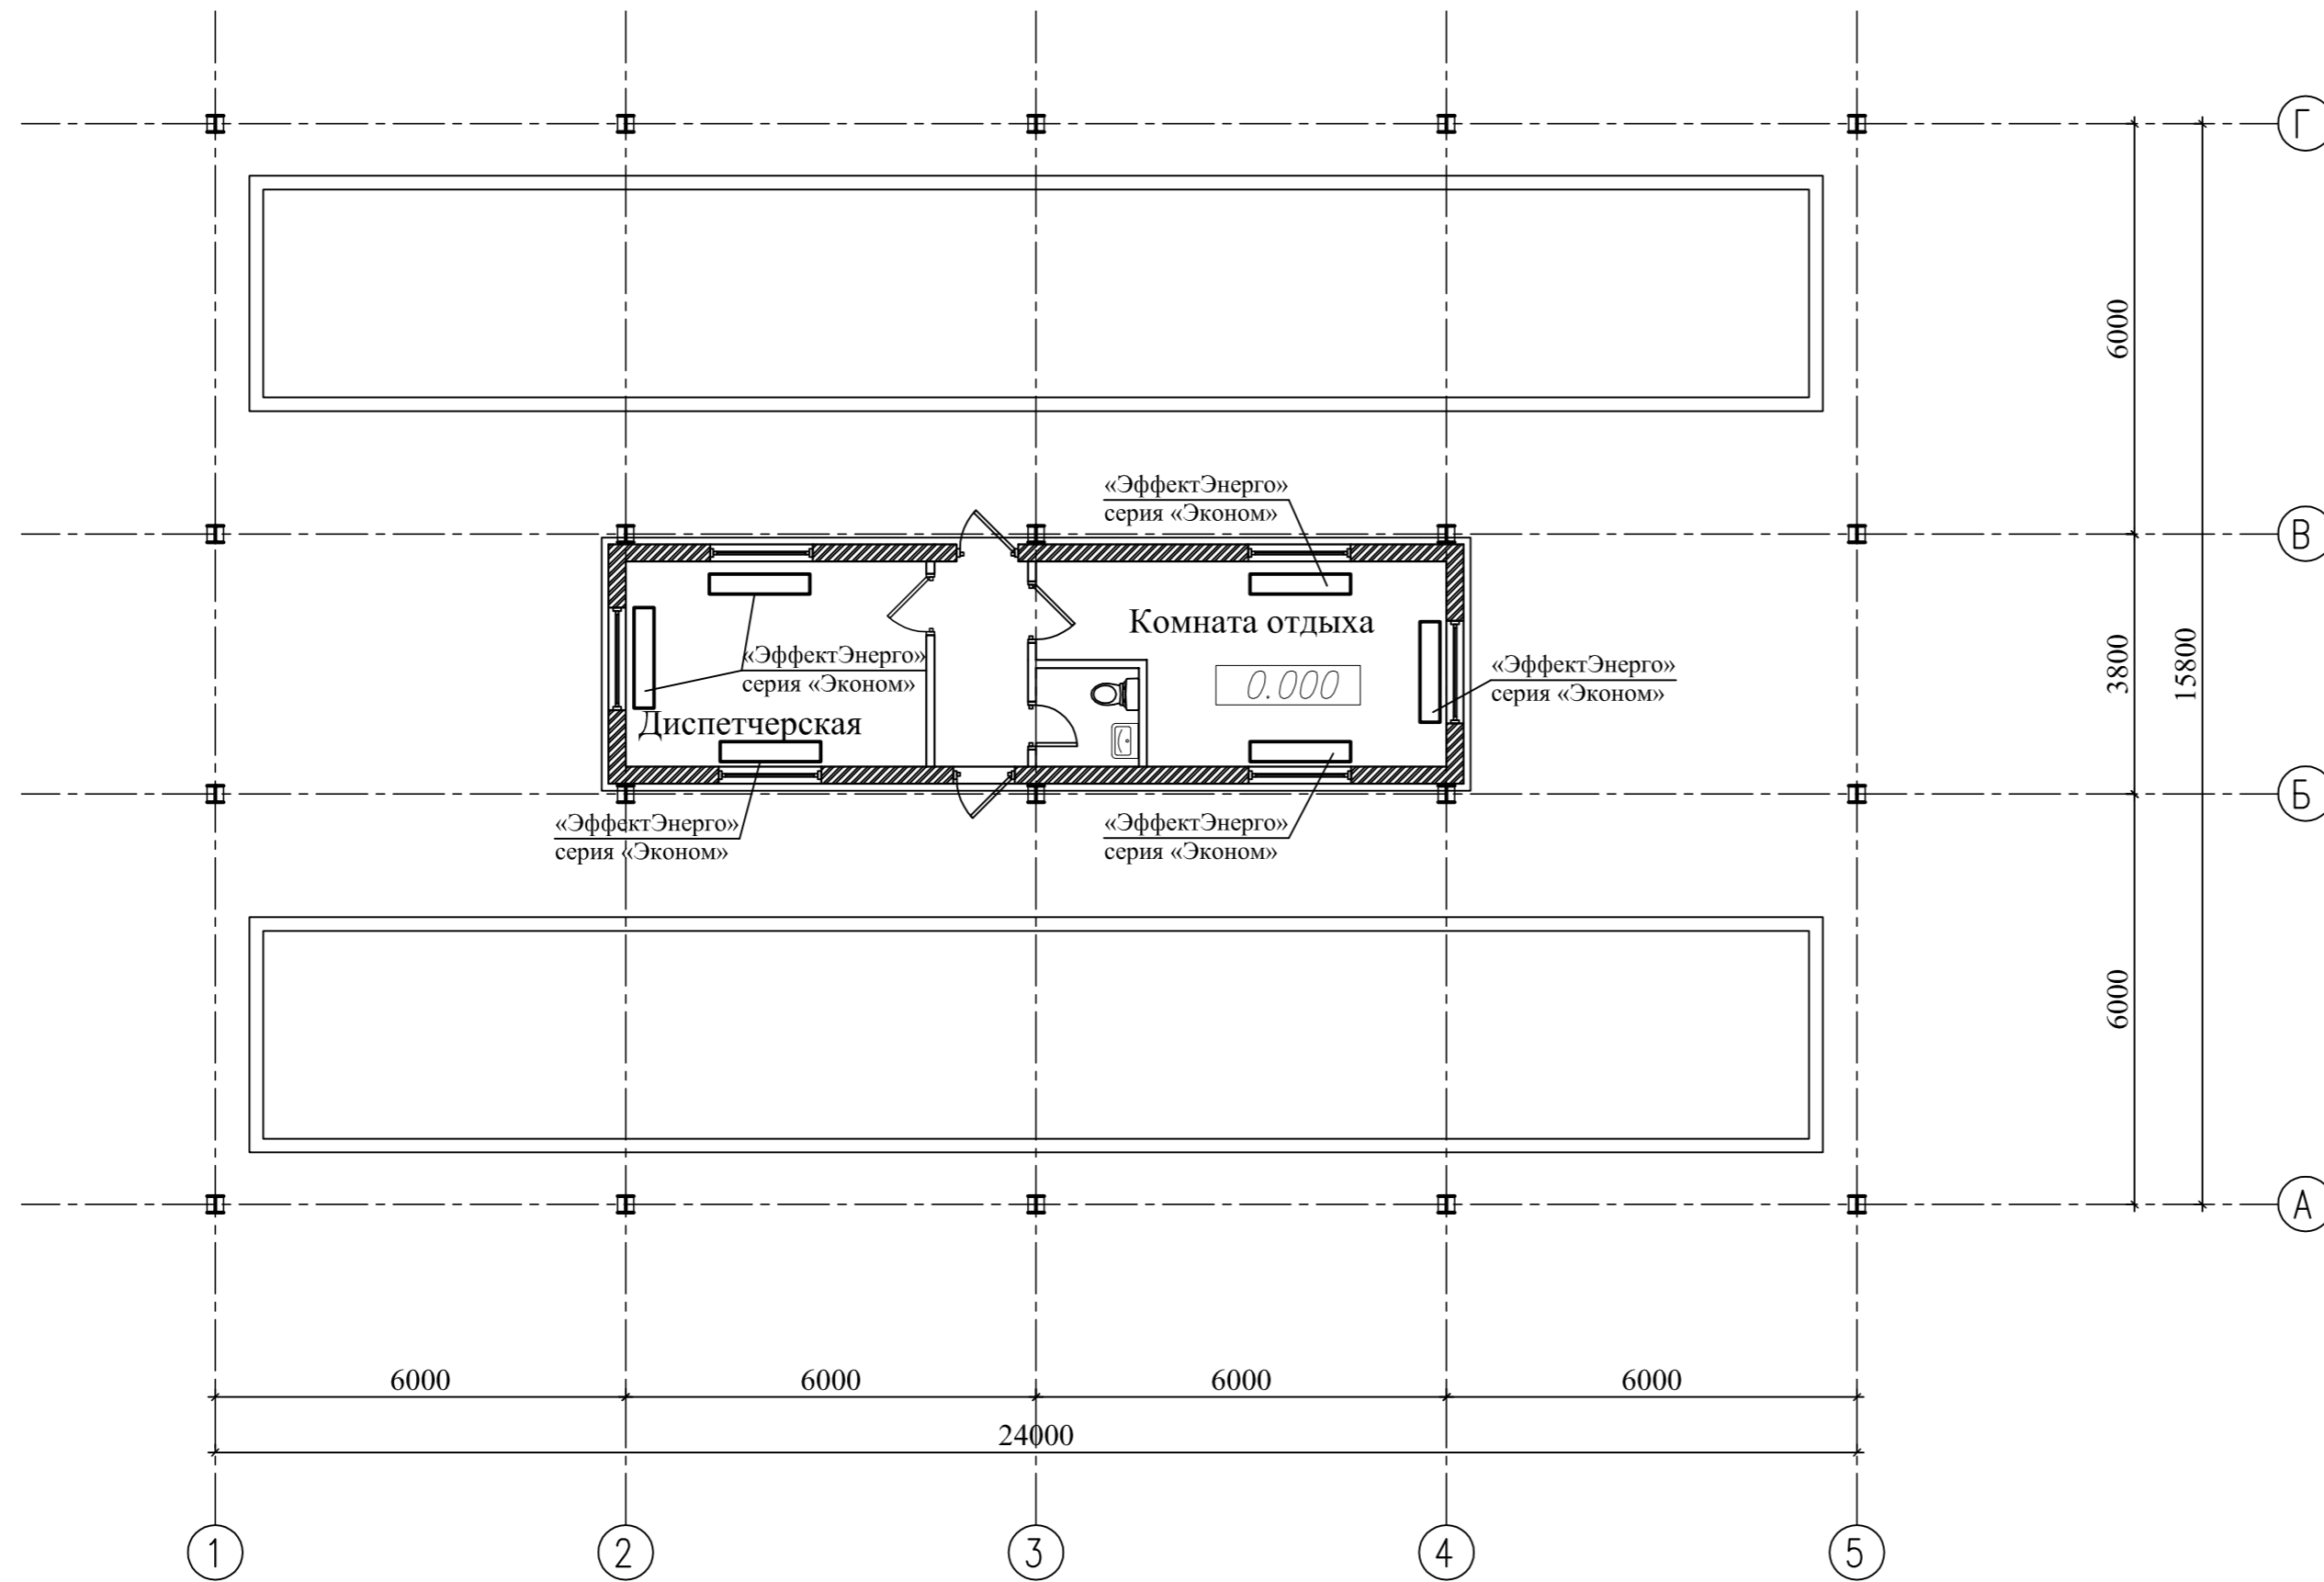 Г
6000
«ЭффектЭнерго»
серия «Эконом»
В
Комната отдыха
«ЭффектЭнерго»
серия «Эконом»
0.000
«ЭффектЭнерго»
серия «Эконом»
3800
15800
Диспетчерская
Б
«ЭффектЭнерго»
серия «Эконом»
«ЭффектЭнерго»
серия «Эконом»
6000
А
6000
6000
6000
6000
24000
1
2
3
4
5